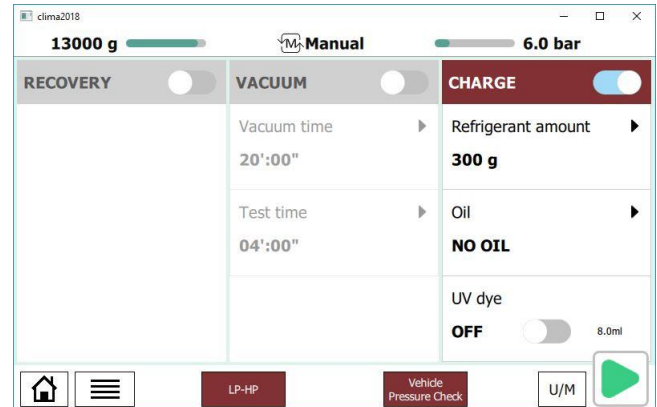 clima2018
13000 g
Manual
6.0 bar
RECOVERY
VACUUM
CHARGE
Vacuum time
20':00"
Test time
04':00"
Refrigerant amount
300 g
Oil
NO OIL
UV dye
OFF
8.0ml
LP-HP
Vehicle
Pressure Check
U/M